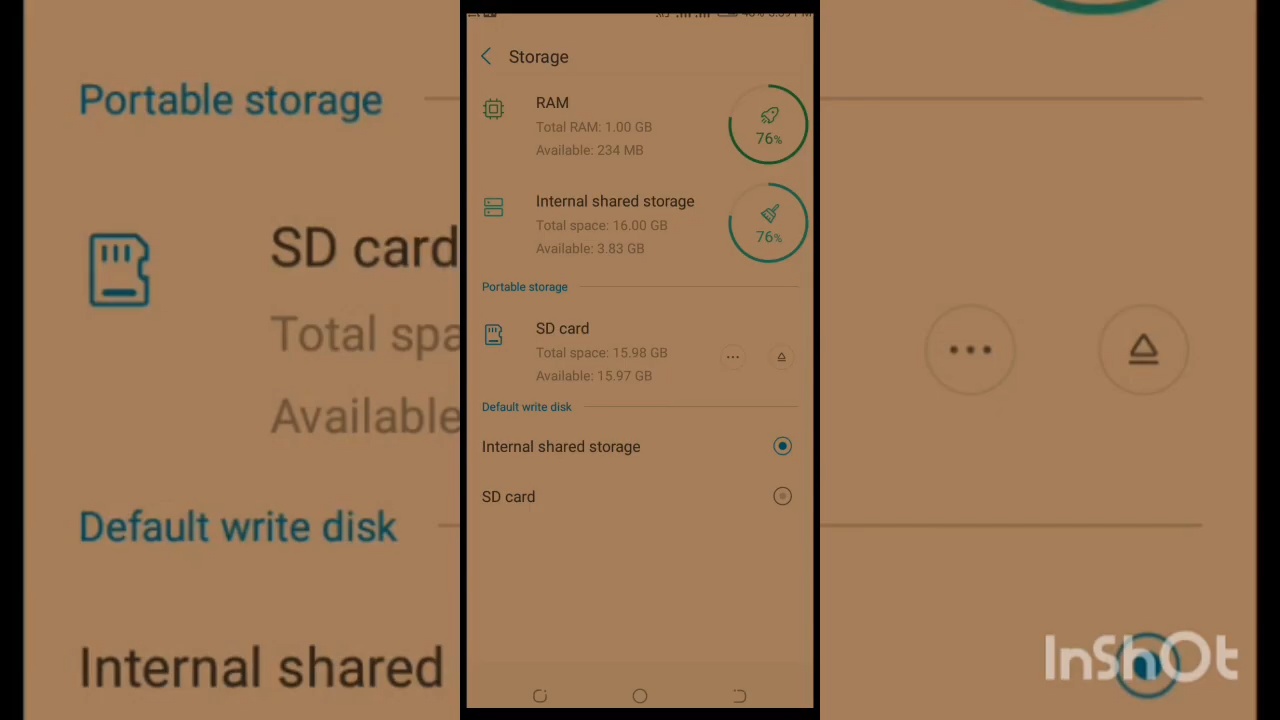 Storage
RAM
Total RAM: 1.00 GB
Available: 234 MB
76%
Internal shared storage
Total space: 16.00 GB
Available: 3.83 GB
76%
Portable storage
SD card
Total space: 15.98 GB
Available: 15.97 GB
Default write disk
Internal shared storage
SD card
Portable storage
SD card
Total spa
Available
Default write disk
Internal shared
InShOt